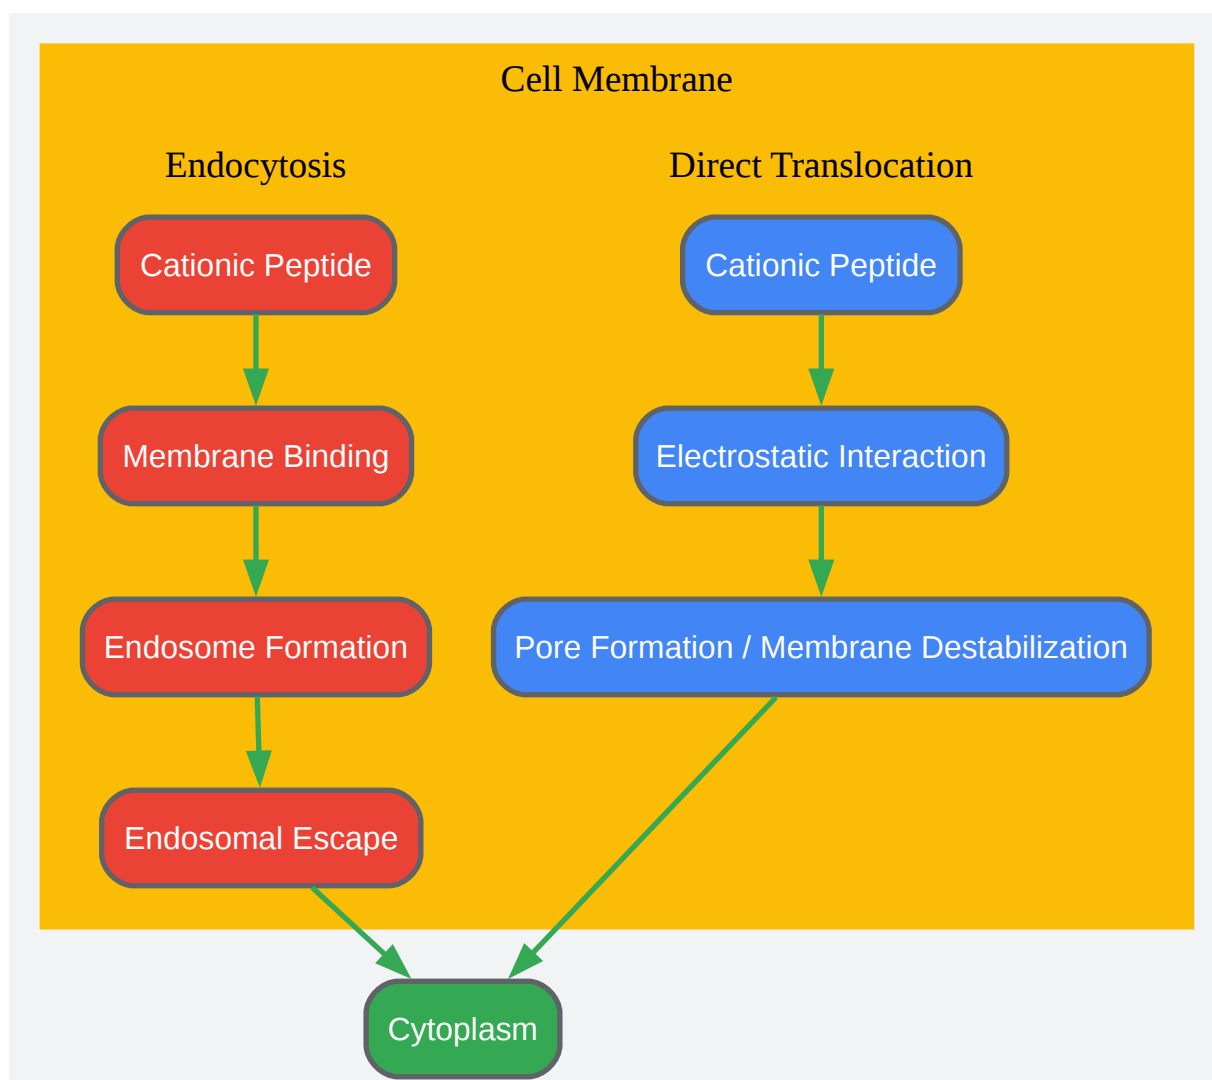 Cell Membrane
Endocytosis
Direct Translocation
Cationic Peptide
Cationic Peptide
Membrane Binding
Electrostatic Interaction
Endosome Formation
Pore Formation / Membrane Destabilization
Endosomal Escape
Cytoplasm